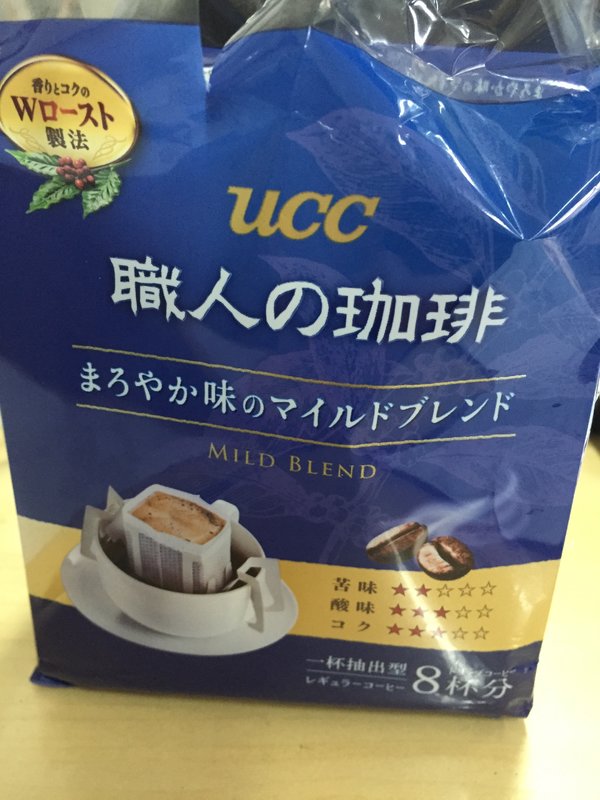 香りとコクの
Wロースト
製法
UCC
職人の珈琲
まろやか味のマイルドブレンド
MILD BLEND
苦味 ★★☆☆☆
酸味 ★★★☆☆
コク ★★★☆☆
一杯抽出型
レギュラーコーヒー
8杯分